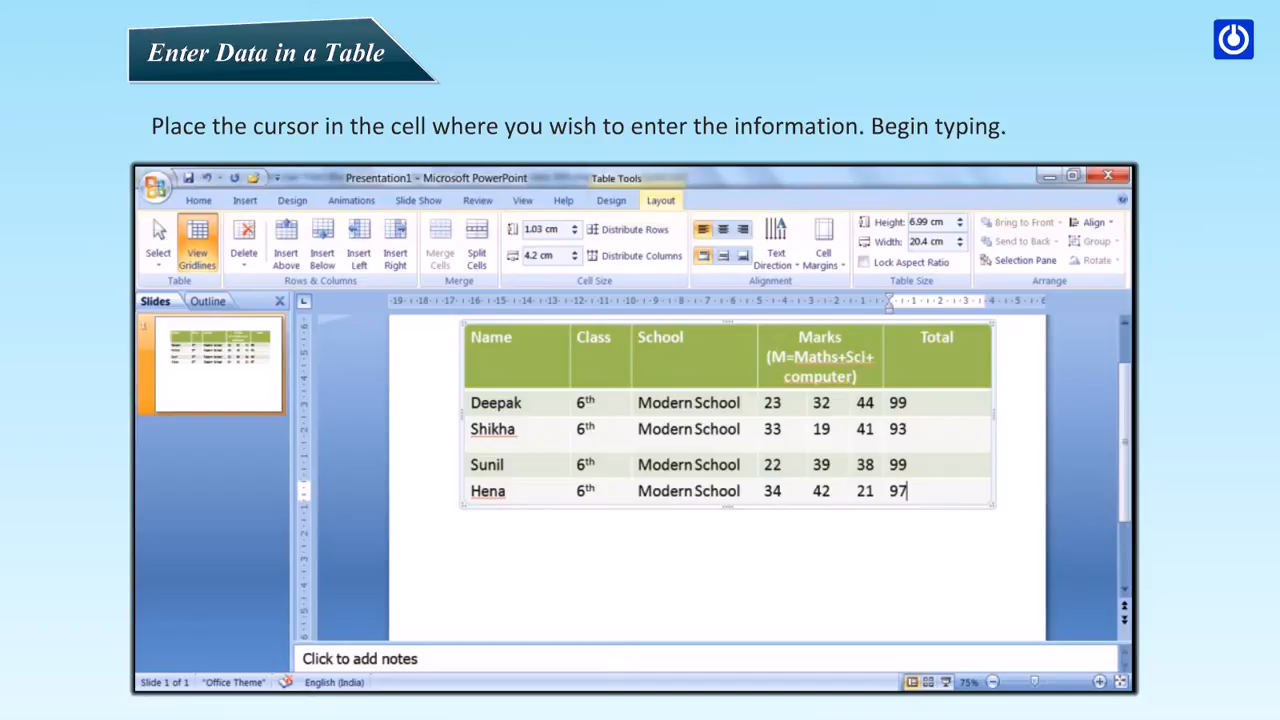 Enter Data in a Table
Place the cursor in the cell where you wish to enter the information. Begin typing.
Presentation1 - Microsoft PowerPoint
Table Tools
Home Insert Design Animations Slide Show Review View Help Design Layout
Select
View Gridlines
Delete
Insert Above
Insert Below
Insert Left
Insert Right
Merge Cells
Split Cells
1.03 cm
Distribute Rows
4.2 cm
Distribute Columns
Text Direction
Cell Margins
Height: 6.99 cm
Width: 20.4 cm
Lock Aspect Ratio
Bring to Front
Send to Back
Selection Pane
Align
Group
Rotate
Table Rows & Columns Merge Cell Size Alignment Table Size Arrange
Slides Outline
1
Name Class School Marks Total
(M=Maths+Sci+
computer)
Deepak 6th Modern School 23 32 44 99
Shikha 6th Modern School 33 19 41 93
Sunil 6th Modern School 22 39 38 99
Hena 6th Modern School 34 42 21 97
Click to add notes
Slide 1 of 1 "Office Theme" English (India) 75%